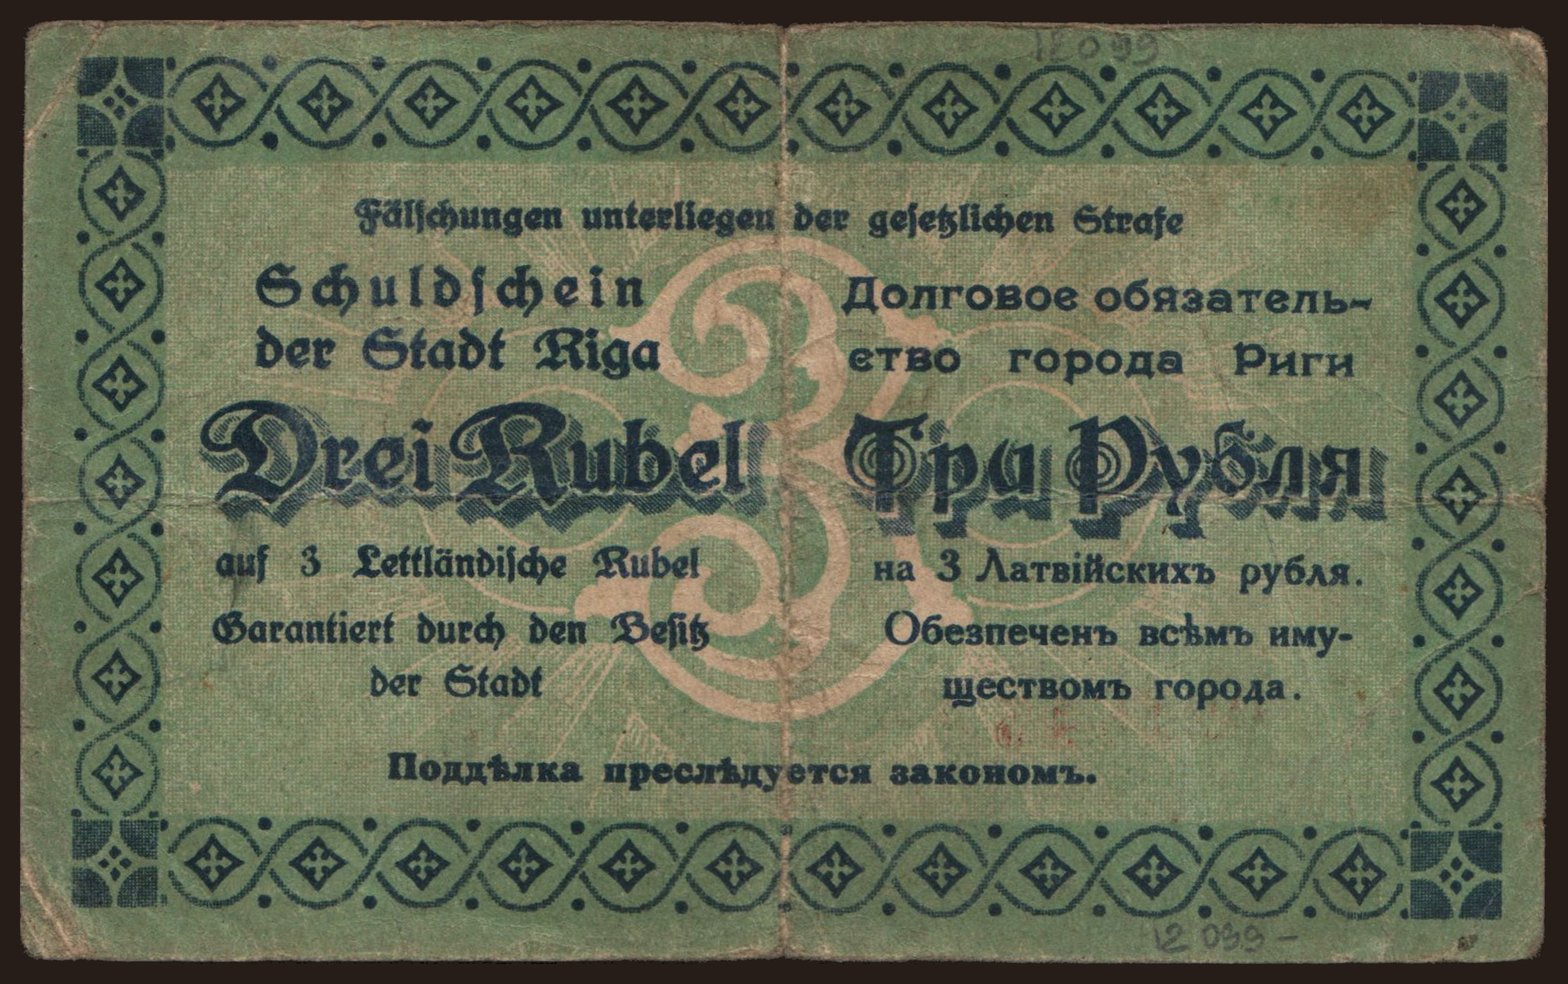 12099
Fälschungen unterliegen der gesetzlichen Strafe
Schuldschein
der Stadt Riga
Drei Rubel
auf 3 Lettländische Rubel
Garantiert durch den Besitz
der Stadt
Долговое обязатель-
ство города Риги
Три Рубля
на 3 Латвійскихъ рубля.
Обезпеченъ всѣмъ иму-
ществомъ города.
3
Поддѣлка преслѣдуется закономъ.
12099-